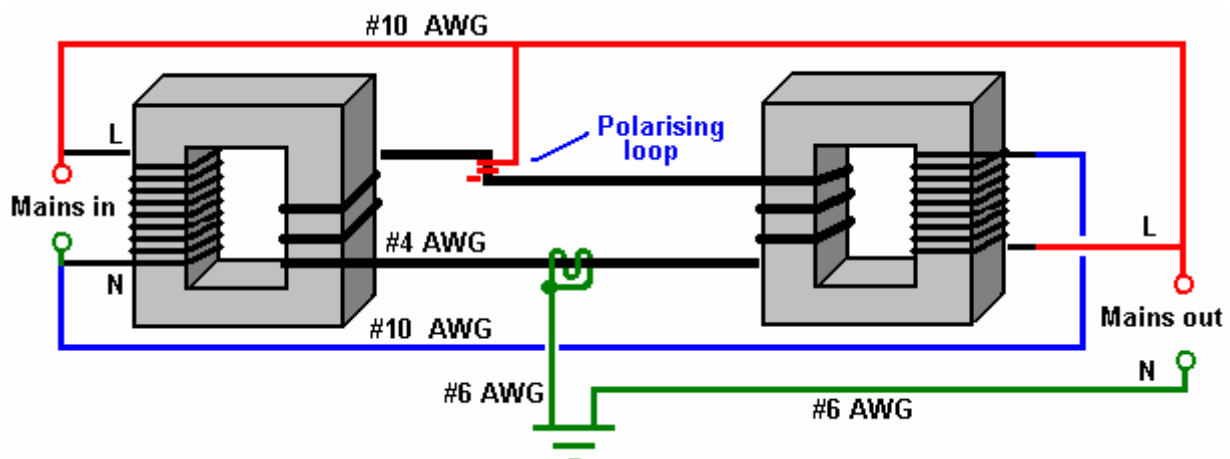 #10 AWG
L
Polarising
loop
Mains in
L
#4 AWG
N
#10 AWG
Mains out
N
#6 AWG
#6 AWG